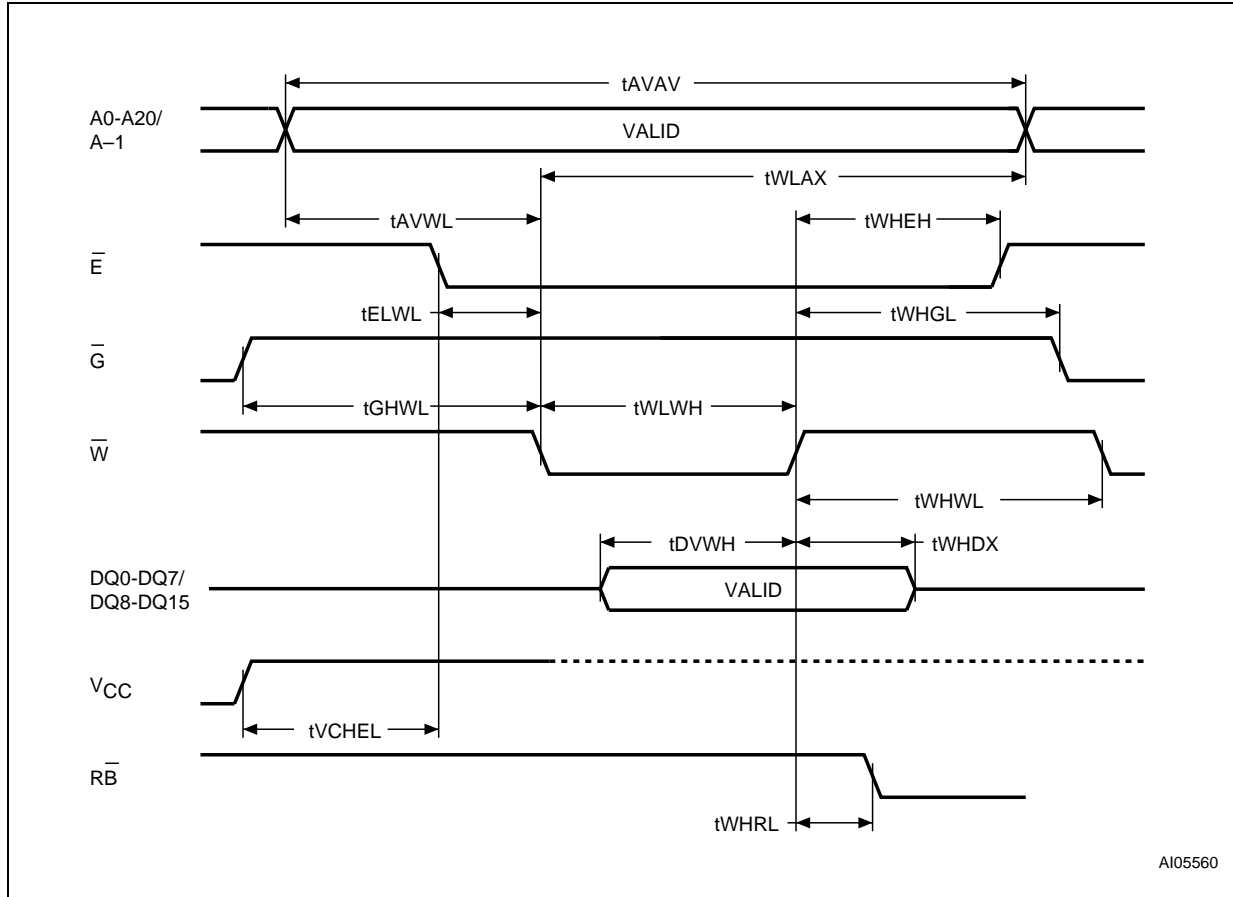 tAVAV
A0-A20/
A–1
VALID
tWLAX
tAVWL
tWHEH
E̅
tELWL
tWHGL
G̅
tGHWL
tWLWH
W̅
tWHWL
tDVWH
tWHDX
DQ0-DQ7/
DQ8-DQ15
VALID
VCC
tVCHEL
RB̅
tWHRL
AI05560